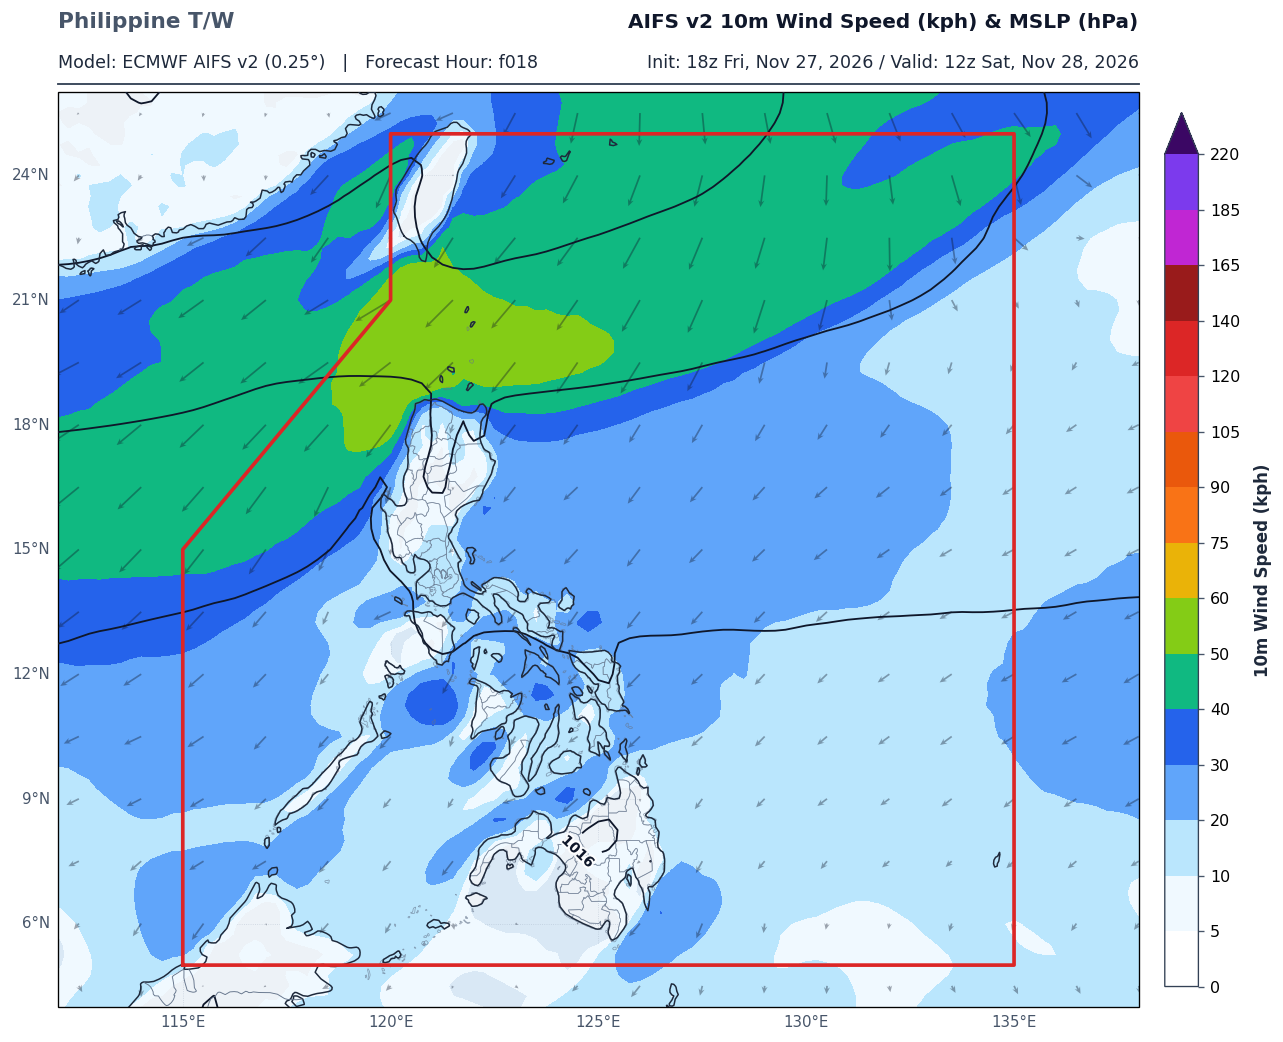 Philippine T/W
AIFS v2 10m Wind Speed (kph) & MSLP (hPa)
Model: ECMWF AIFS v2 (0.25°) | Forecast Hour: f018
Init: 18z Fri, Nov 27, 2026 / Valid: 12z Sat, Nov 28, 2026
24°N
21°N
18°N
15°N
12°N
9°N
6°N
115°E
120°E
125°E
130°E
135°E
1016
220
185
165
140
120
105
90
75
60
50
40
30
20
10
5
0
10m Wind Speed (kph)